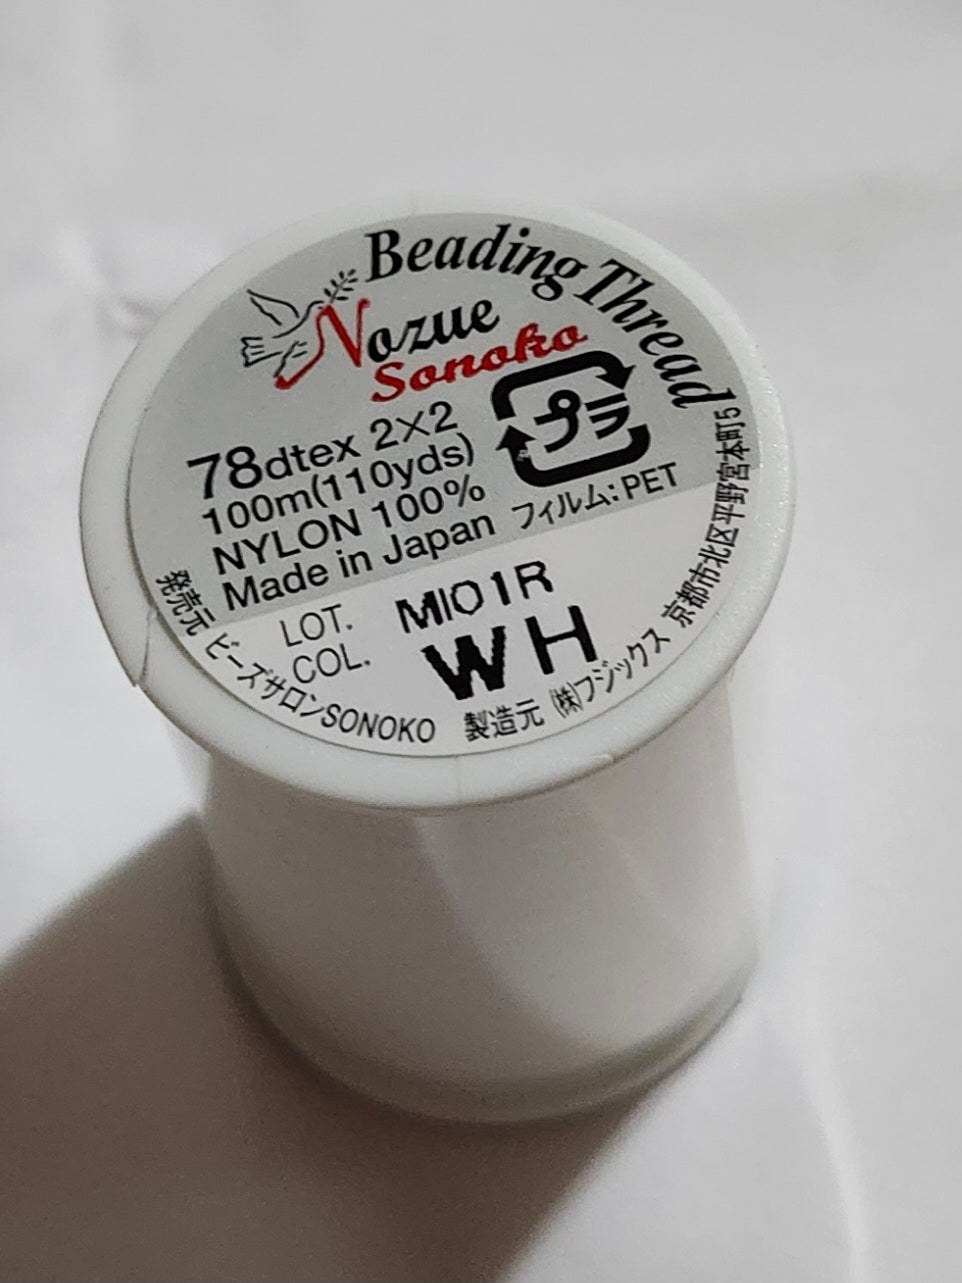 Beading Thread
Nozue
Sonoko
プラ
78dtex 2×2
100m(110yds)
NYLON 100%
Made in Japan
フィルム:PET
LOT. MI01R
COL. WH
発売元 ビーズサロンSONOKO 製造元 ㈱フジックス 京都市北区平野宮本町5